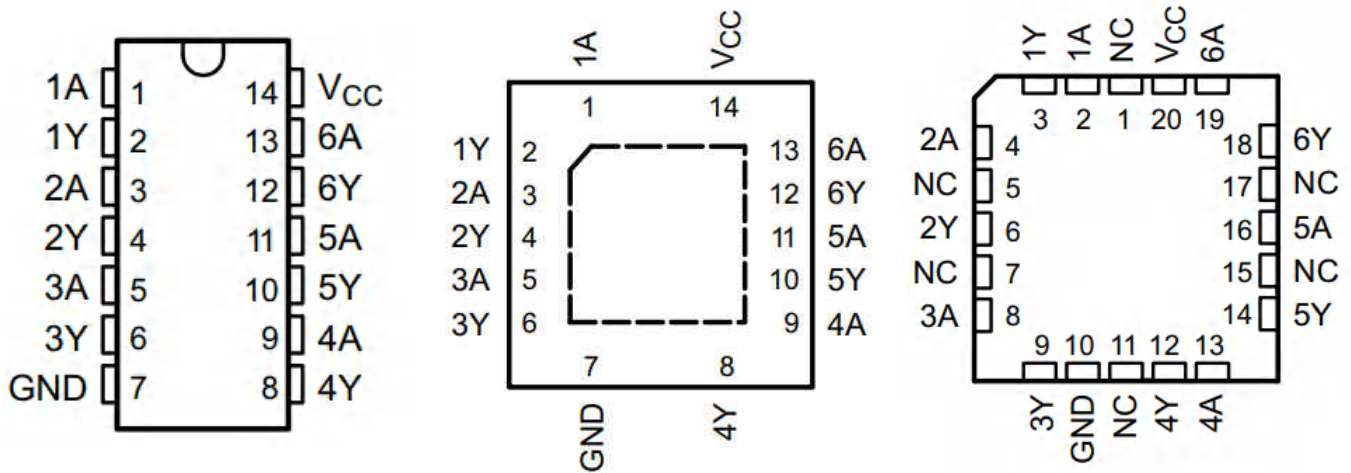 1A 1 14 VCC
1Y 2 13 6A
2A 3 12 6Y
2Y 4 11 5A
3A 5 10 5Y
3Y 6 9 4A
GND 7 8 4Y
1A VCC
1 14
1Y 2 13 6A
2A 3 12 6Y
2Y 4 11 5A
3A 5 10 5Y
3Y 6 9 4A
7 8
GND 4Y
1Y 1A NC VCC 6A
3 2 1 20 19
2A 4 18 6Y
NC 5 17 NC
2Y 6 16 5A
NC 7 15 NC
3A 8 14 5Y
9 10 11 12 13
3Y GND NC 4Y 4A